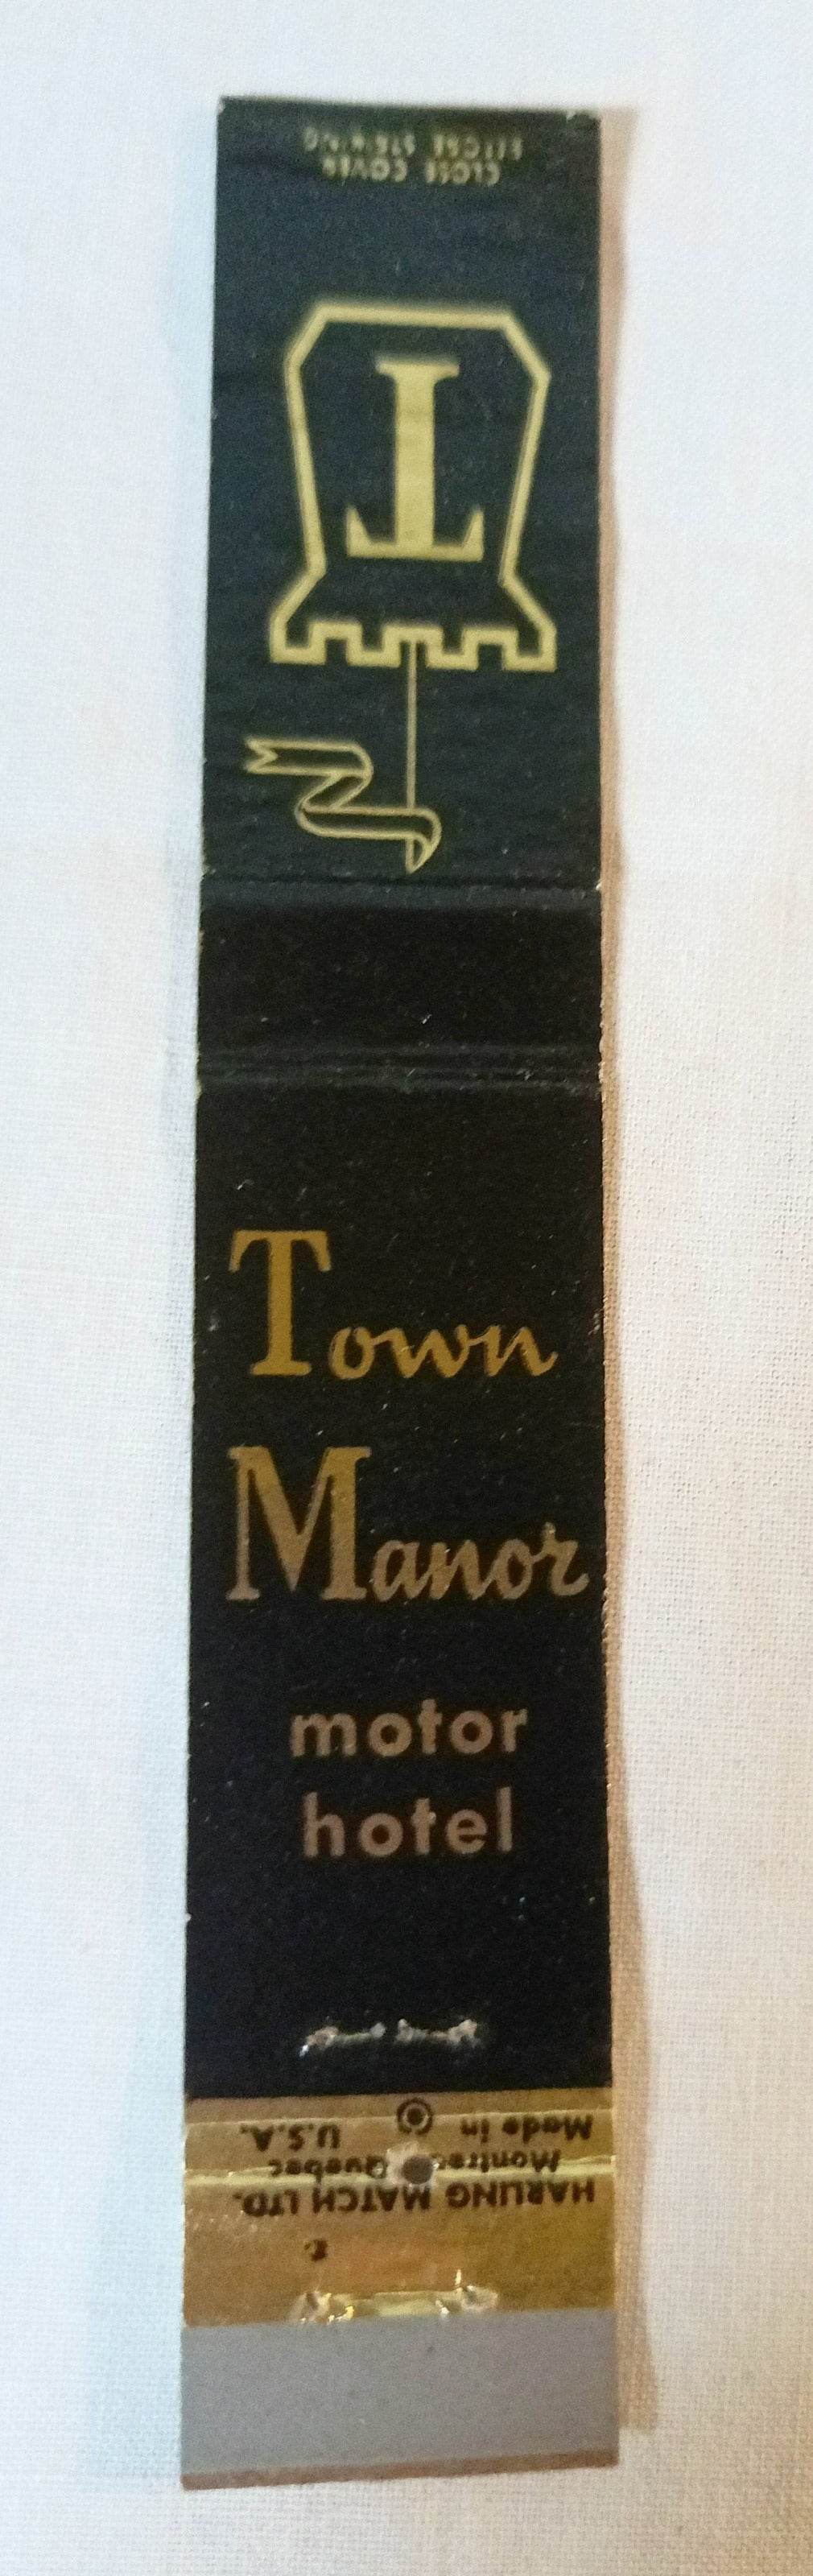 CLOSE COVER
BEFORE STRIKING
T
Town
Manor
motor
hotel
HARLING MATCH LTD.
Montreal Quebec
Made in U.S.A.